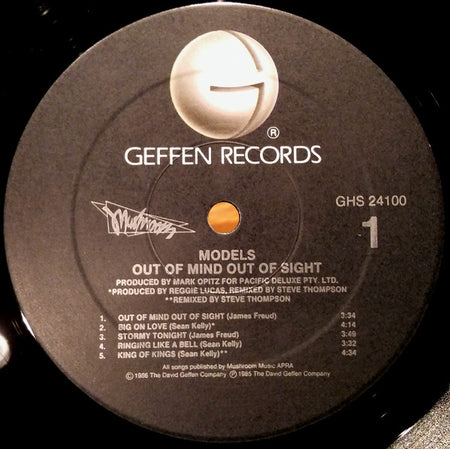 G
®
GEFFEN RECORDS
Mushroom
GHS 24100
1
MODELS
OUT OF MIND OUT OF SIGHT
PRODUCED BY MARK OPITZ FOR PACIFIC DELUXE PTY. LTD.
*PRODUCED BY REGGIE LUCAS, REMIXED BY STEVE THOMPSON
**REMIXED BY STEVE THOMPSON
1. OUT OF MIND OUT OF SIGHT (James Freud) 3:34
2. BIG ON LOVE (Sean Kelly)* 4:14
3. STORMY TONIGHT (James Freud) 3:49
4. RINGING LIKE A BELL (Sean Kelly) 3:32
5. KING OF KINGS (Sean Kelly)** 4:34
All songs published by Mushroom Music APRA
© 1986 The David Geffen Company ℗ 1985 The David Geffen Company